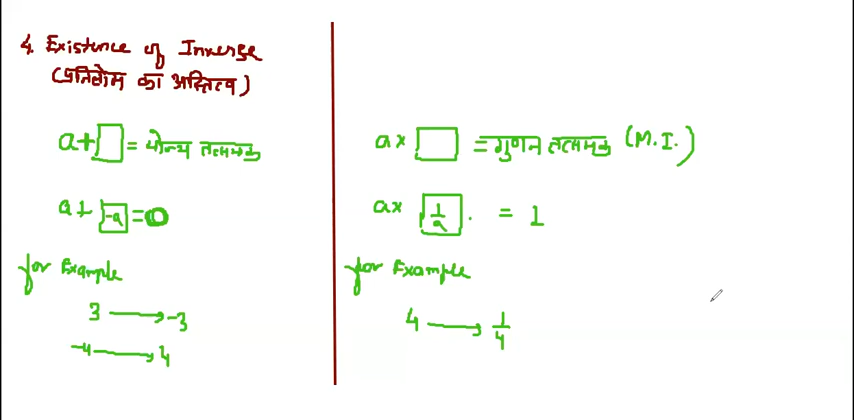 4. Existence of Inverse
(प्रतिलोम का अस्तित्व)
a+□ = योज्य तत्समक
a+ -a = 0
for Example
3 → -3
-4 → 4
a× □ = गुणन तत्समक (M.I.)
a× 1/a . = 1
for Example
4 → 1/4